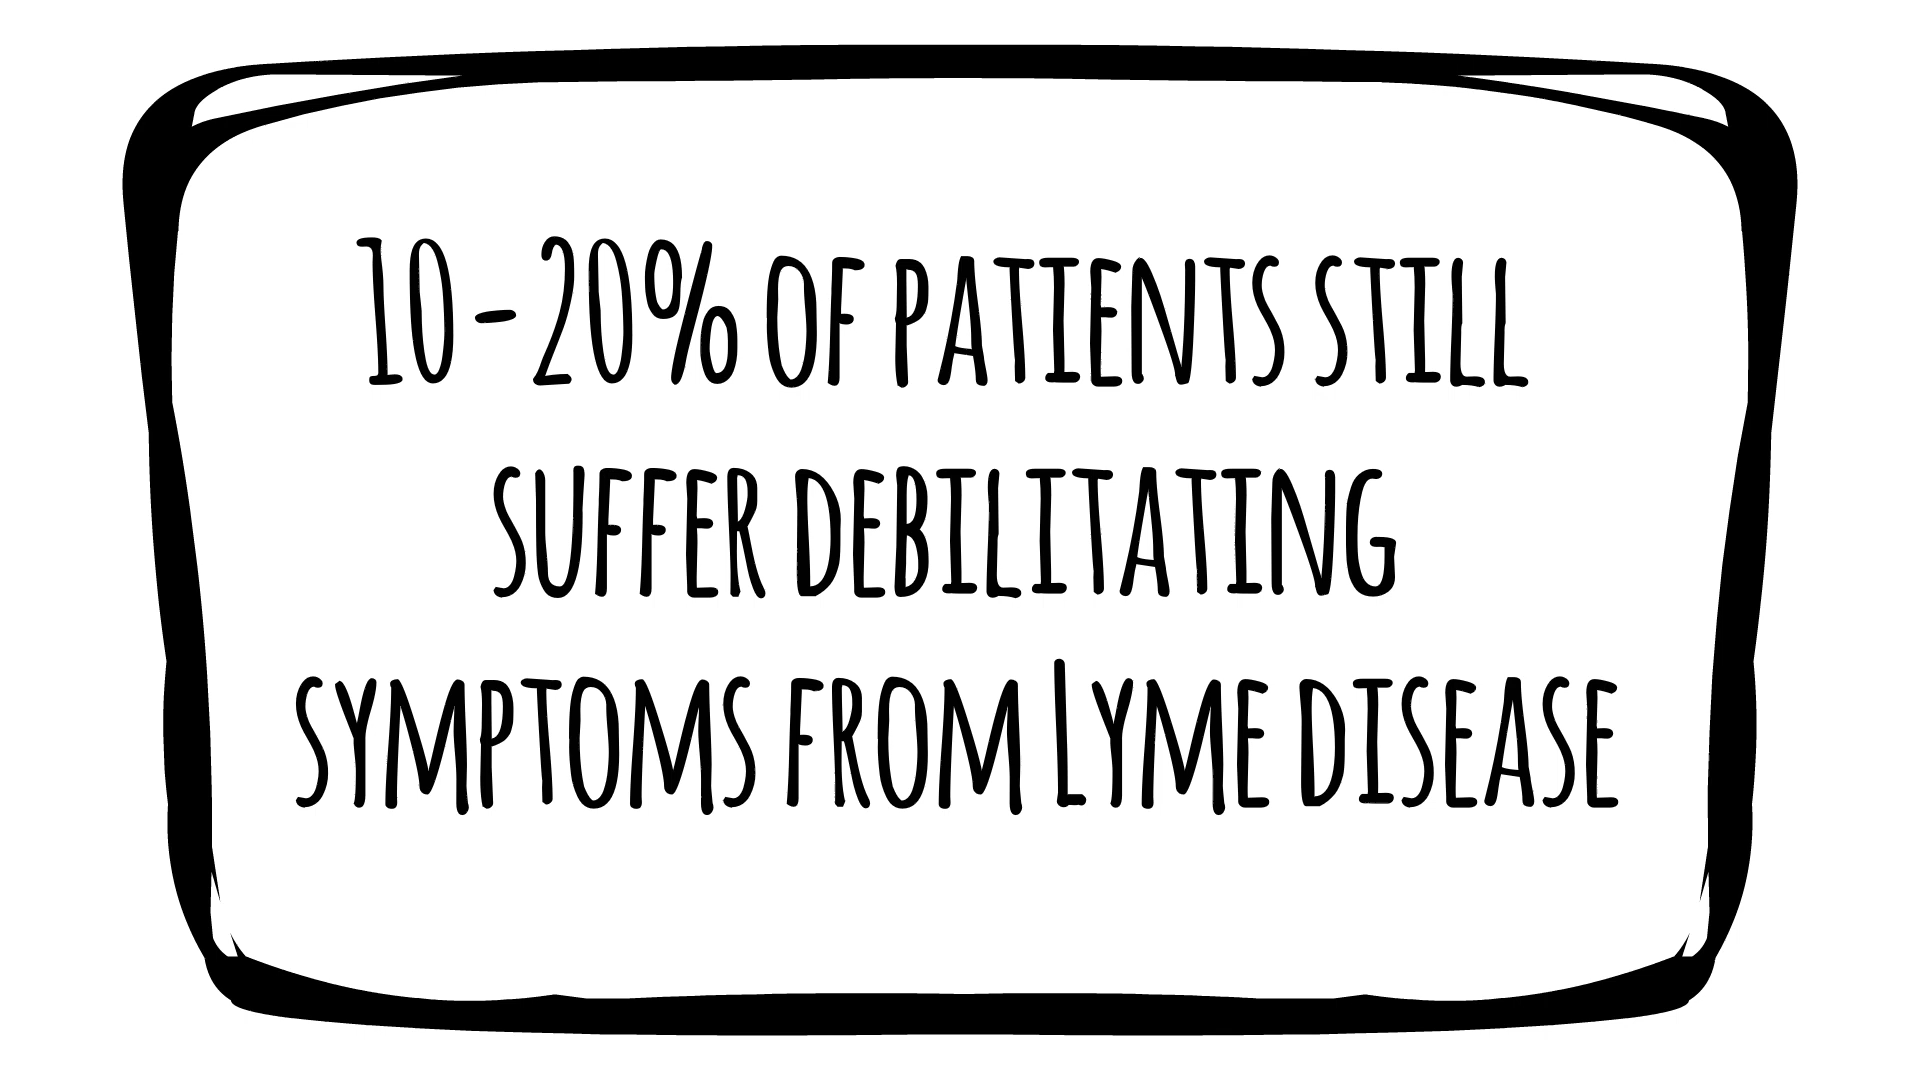 10-20% OF PATIENTS STILL
SUFFER DEBILITATING
SYMPTOMS FROM LYME DISEASE